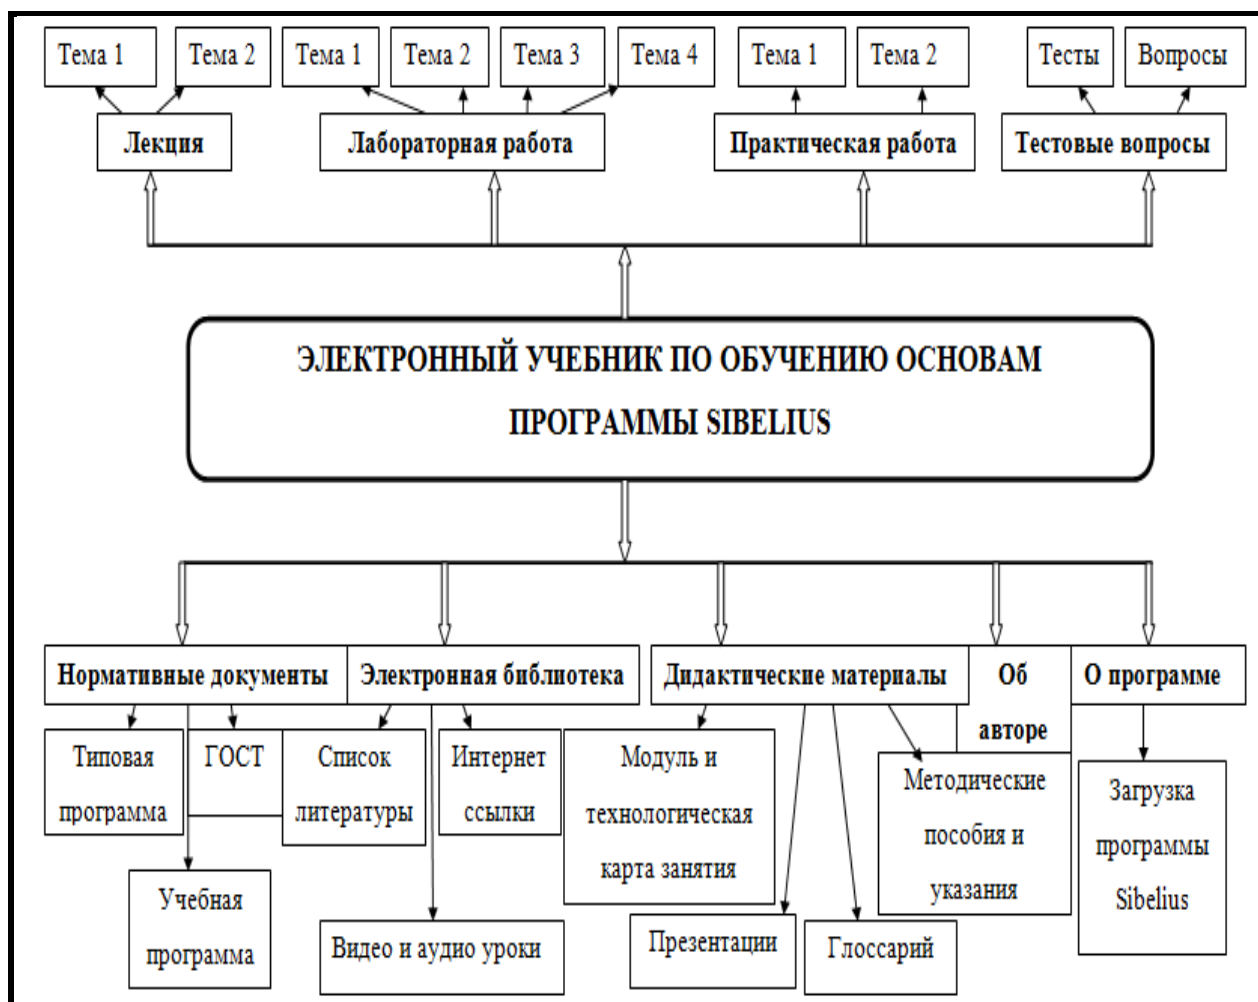 Тема 1
Тема 2
Тема 1
Тема 2
Тема 3
Тема 4
Тема 1
Тема 2
Тесты
Вопросы
Лекция
Лабораторная работа
Практическая работа
Тестовые вопросы
ЭЛЕКТРОННЫЙ УЧЕБНИК ПО ОБУЧЕНИЮ ОСНОВАМ
ПРОГРАММЫ SIBELIUS
Нормативные документы
Электронная библиотека
Дидактические материалы
Об
авторе
О программе
Типовая
программа
ГОСТ
Список
литературы
Интернет
ссылки
Модуль и
технологическая
карта занятия
Методические
пособия и
указания
Загрузка
программы
Sibelius
Учебная
программа
Видео и аудио уроки
Презентации
Глоссарий